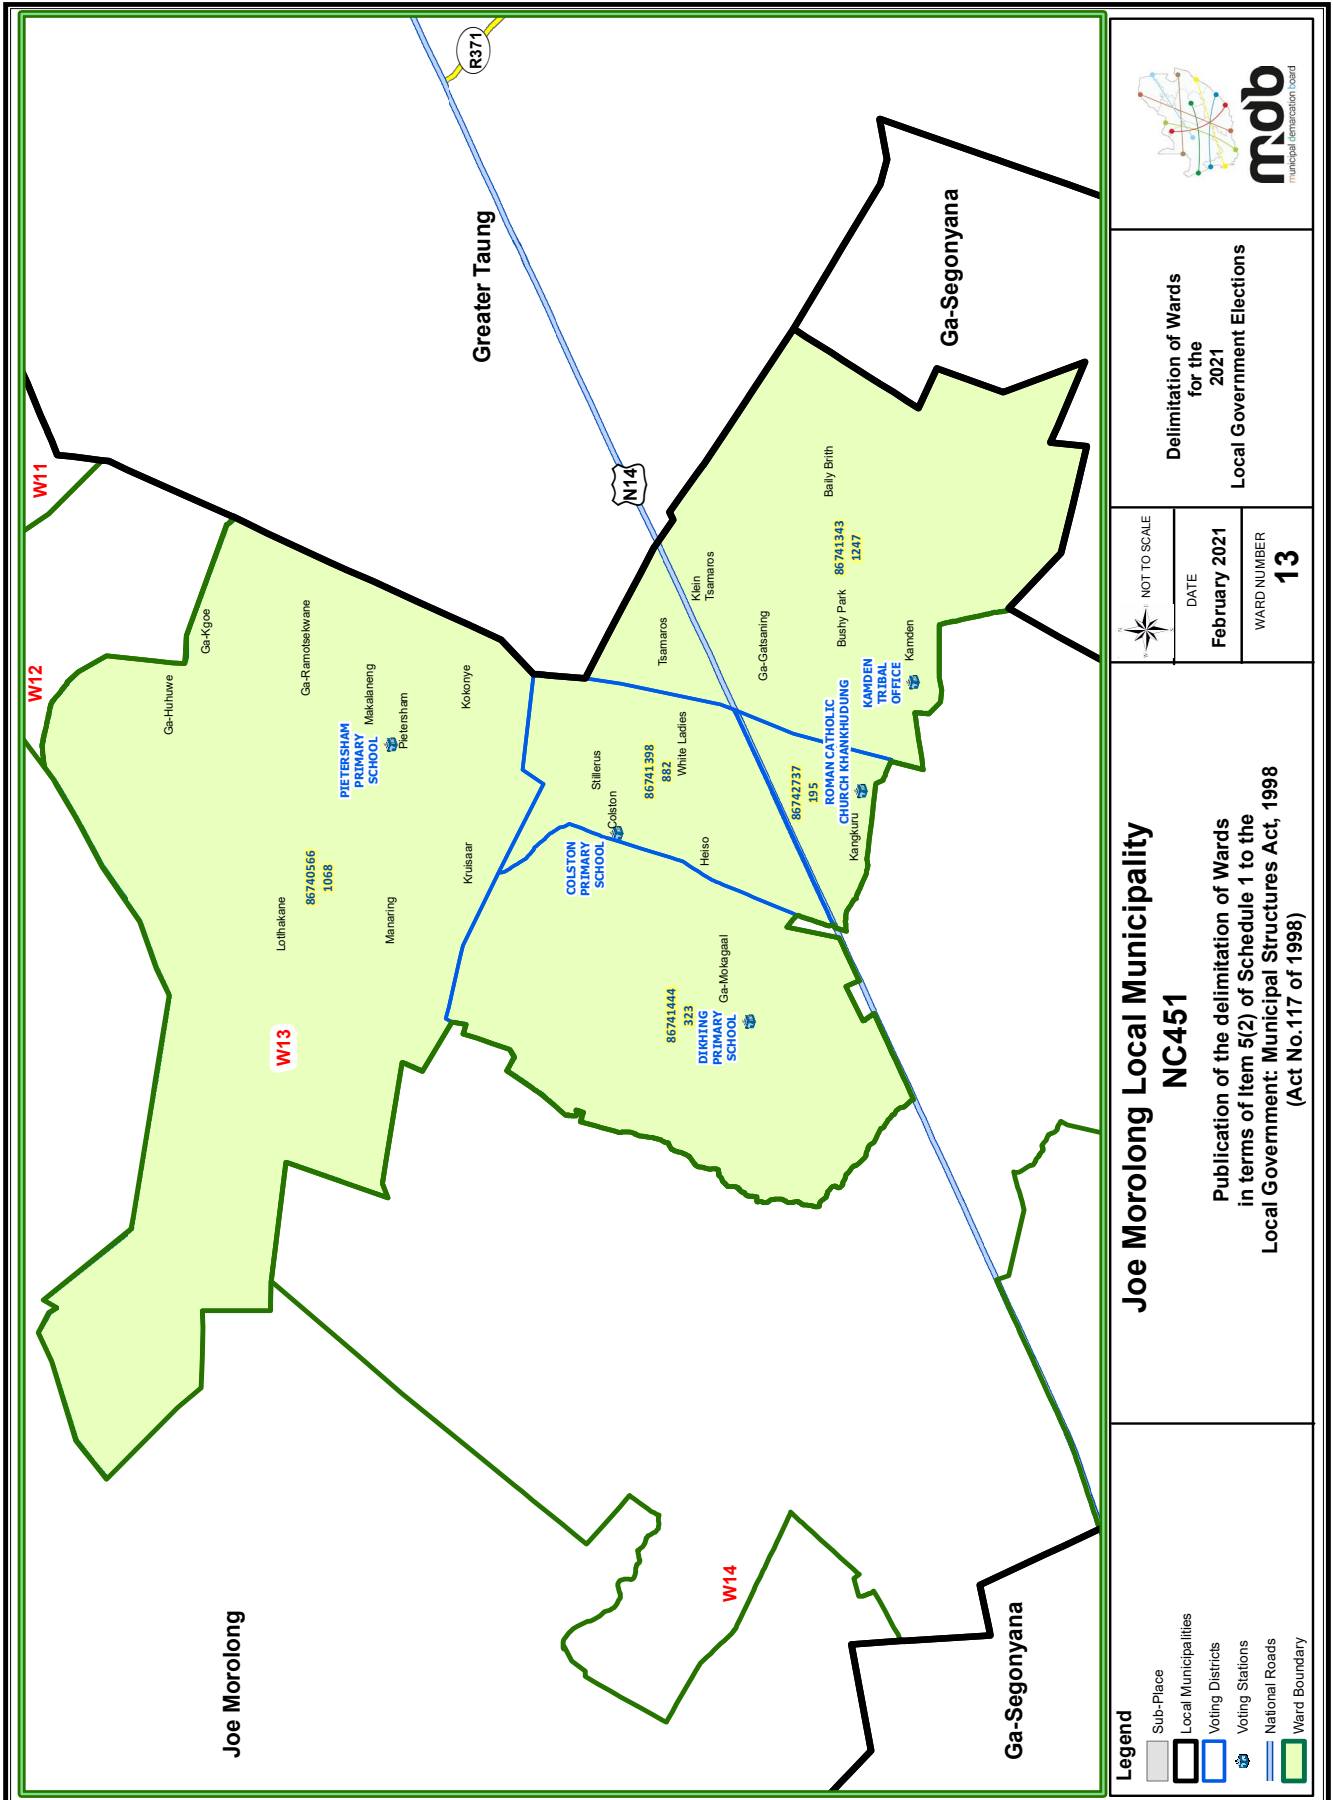 W11
W12
R371
Greater Taung
Ga-Segonyana
N14
Ga-Kgoe
Ga-Huhuwe
Ga-Ramotsekwane
Makalaneng
Pietersham
PIETERSHAM
PRIMARY
SCHOOL
Kokonye
86740566
1068
Lotlhakane
Manaring
Kruisaar
W13
Stillerus
Colston
COLSTON
PRIMARY
SCHOOL
86741398
882
White Ladies
Heiso
Tsamaros
Klein
Tsamaros
Ga-Gatsaning
Baily Brith
86741343
1247
Bushy Park
Kamden
KAMDEN
TRIBAL
OFFICE
86742737
195
ROMAN CATHOLIC
CHURCH KHANKHUDUNG
Kangkuru
86741444
323
DIKHING
PRIMARY
SCHOOL
Ga-Mokagaal
W14
Joe Morolong
Ga-Segonyana
Legend
Sub-Place
Local Municipalities
Voting Districts
Voting Stations
National Roads
Ward Boundary
Joe Morolong Local Municipality
NC451
Publication of the delimitation of Wards
in terms of Item 5(2) of Schedule 1 to the
Local Government: Municipal Structures Act, 1998
(Act No.117 of 1998)
N
W
S
NOT TO SCALE
DATE
February 2021
WARD NUMBER
13
Delimitation of Wards
for the
2021
Local Government Elections
mdb
municipal demarcation board